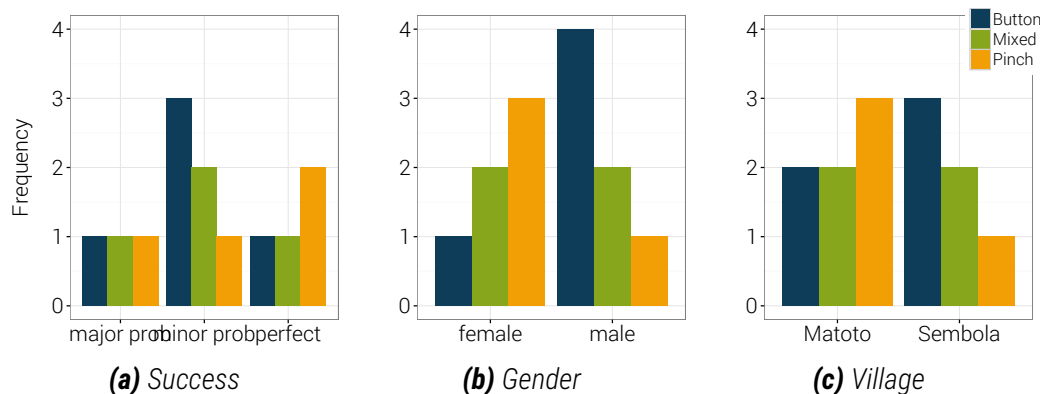 Frequency
4
3
2
1
0
major prob
minor prob
perfect
(a) Success
4
3
2
1
0
female
male
(b) Gender
4
3
2
1
0
Matoto
Sembola
(c) Village
Button
Mixed
Pinch